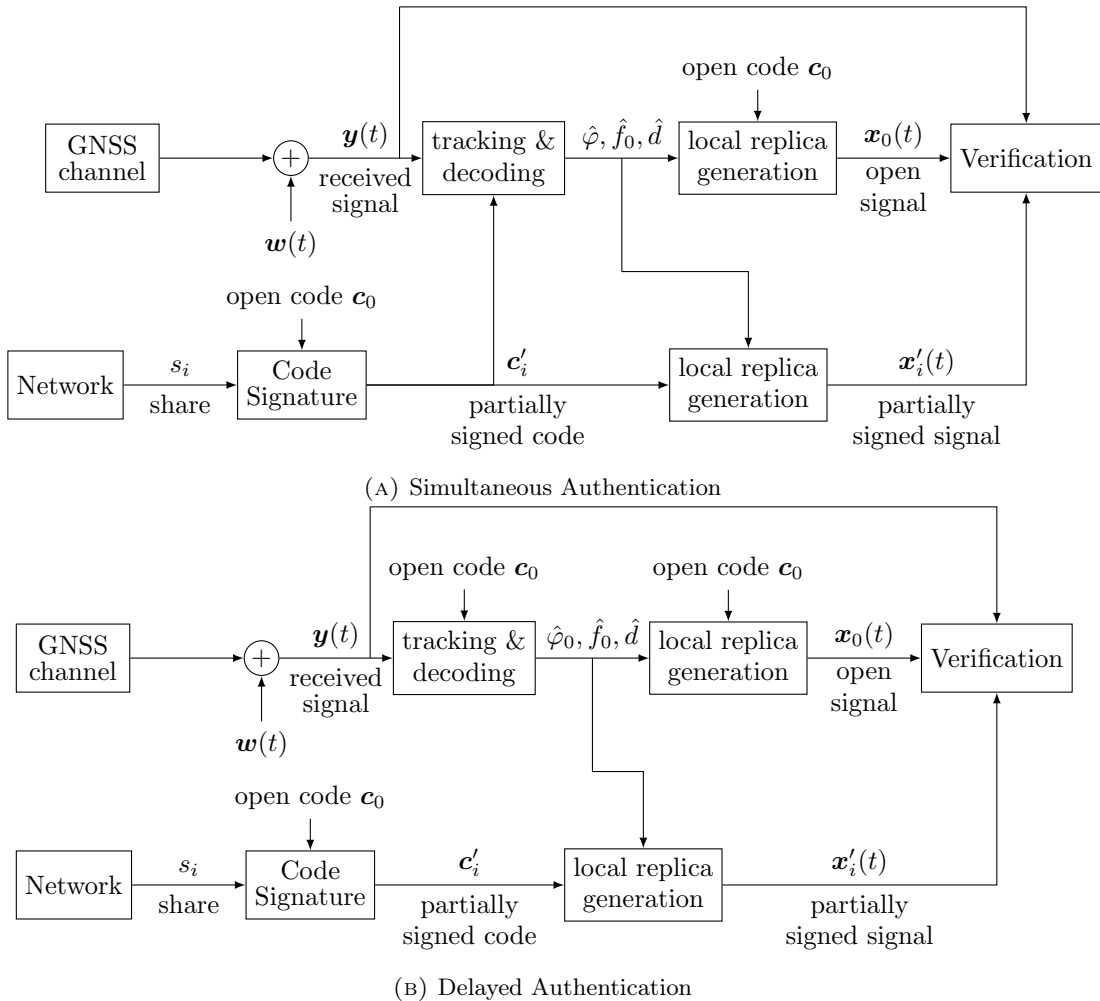 open code c₀
GNSS
channel
+
y(t)
received
signal
w(t)
tracking &
decoding
φ̂, f̂₀, d̂
local replica
generation
x₀(t)
open
signal
Verification
open code c₀
Network
sᵢ
share
Code
Signature
c′ᵢ
partially
signed code
local replica
generation
x′ᵢ(t)
partially
signed signal
(A) Simultaneous Authentication
open code c₀
open code c₀
GNSS
channel
+
y(t)
received
signal
w(t)
tracking &
decoding
φ̂₀, f̂₀, d̂
local replica
generation
x₀(t)
open
signal
Verification
open code c₀
Network
sᵢ
share
Code
Signature
c′ᵢ
partially
signed code
local replica
generation
x′ᵢ(t)
partially
signed signal
(B) Delayed Authentication